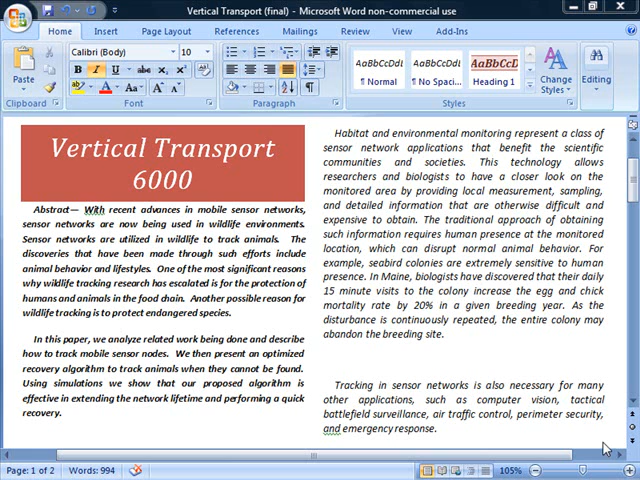 Vertical Transport (final) - Microsoft Word non-commercial use
Home Insert Page Layout References Mailings Review View Add-Ins
Calibri (Body) 10
Paste
B I U abc x₂ x²
ab A Aa A A
AaBbCcDdI AaBbCcDdI AaBbCcD
¶ Normal ¶ No Spaci... Heading 1
Change Styles
Editing
Clipboard Font Paragraph Styles
Vertical Transport
6000
Abstract— With recent advances in mobile sensor networks,
sensor networks are now being used in wildlife environments.
Sensor networks are utilized in wildlife to track animals. The
discoveries that have been made through such efforts include
animal behavior and lifestyles. One of the most significant reasons
why wildlife tracking research has escalated is for the protection of
humans and animals in the food chain. Another possible reason for
wildlife tracking is to protect endangered species.
In this paper, we analyze related work being done and describe
how to track mobile sensor nodes. We then present an optimized
recovery algorithm to track animals when they cannot be found.
Using simulations we show that our proposed algorithm is
effective in extending the network lifetime and performing a quick
recovery.
Habitat and environmental monitoring represent a class of
sensor network applications that benefit the scientific
communities and societies. This technology allows
researchers and biologists to have a closer look on the
monitored area by providing local measurement, sampling,
and detailed information that are otherwise difficult and
expensive to obtain. The traditional approach of obtaining
such information requires human presence at the monitored
location, which can disrupt normal animal behavior. For
example, seabird colonies are extremely sensitive to human
presence. In Maine, biologists have discovered that their daily
15 minute visits to the colony increase the egg and chick
mortality rate by 20% in a given breeding year. As the
disturbance is continuously repeated, the entire colony may
abandon the breeding site.
Tracking in sensor networks is also necessary for many
other applications, such as computer vision, tactical
battlefield surveillance, air traffic control, perimeter security,
and emergency response.
Page: 1 of 2 Words: 994 105%